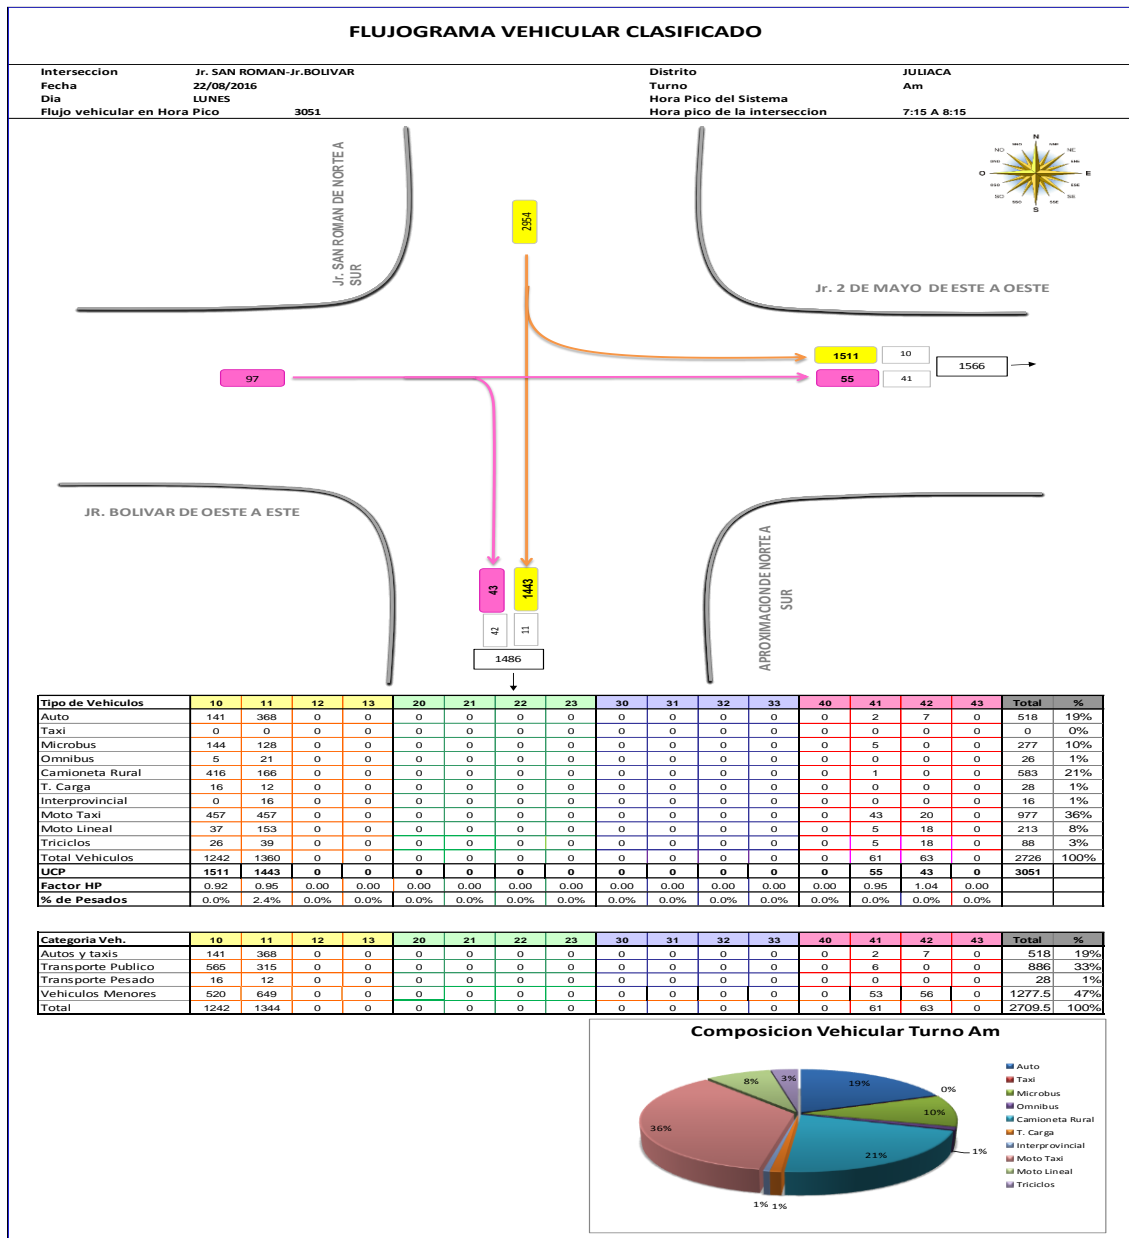 FLUJOGRAMA VEHICULAR CLASIFICADO
Interseccion Jr. SAN ROMAN-Jr.BOLIVAR Distrito JULIACA
Fecha 22/08/2016 Turno Am
Dia LUNES Hora Pico del Sistema
Flujo vehicular en Hora Pico 3051 Hora pico de la interseccion 7:15 A 8:15
Jr. SAN ROMAN DE NORTE A
SUR
2954
N
NNO NNE
NO NE
ONO ENE
O E
OSO ESE
SO SE
SSO SSE
S
Jr. 2 DE MAYO DE ESTE A OESTE
1511 10
1566
97
55 41
JR. BOLIVAR DE OESTE A ESTE
APROXIMACION DE NORTE A
SUR
43 1443
42 11
1486
Tipo de Vehiculos 10 11 12 13 20 21 22 23 30 31 32 33 40 41 42 43 Total %
Auto 141 368 0 0 0 0 0 0 0 0 0 0 0 2 7 0 518 19%
Taxi 0 0 0 0 0 0 0 0 0 0 0 0 0 0 0 0 0 0%
Microbus 144 128 0 0 0 0 0 0 0 0 0 0 0 5 0 0 277 10%
Omnibus 5 21 0 0 0 0 0 0 0 0 0 0 0 0 0 0 26 1%
Camioneta Rural 416 166 0 0 0 0 0 0 0 0 0 0 0 1 0 0 583 21%
T. Carga 16 12 0 0 0 0 0 0 0 0 0 0 0 0 0 0 28 1%
Interprovincial 0 16 0 0 0 0 0 0 0 0 0 0 0 0 0 0 16 1%
Moto Taxi 457 457 0 0 0 0 0 0 0 0 0 0 0 43 20 0 977 36%
Moto Lineal 37 153 0 0 0 0 0 0 0 0 0 0 0 5 18 0 213 8%
Triciclos 26 39 0 0 0 0 0 0 0 0 0 0 0 5 18 0 88 3%
Total Vehiculos 1242 1360 0 0 0 0 0 0 0 0 0 0 0 61 63 0 2726 100%
UCP 1511 1443 0 0 0 0 0 0 0 0 0 0 0 55 43 0 3051
Factor HP 0.92 0.95 0.00 0.00 0.00 0.00 0.00 0.00 0.00 0.00 0.00 0.00 0.00 0.95 1.04 0.00
% de Pesados 0.0% 2.4% 0.0% 0.0% 0.0% 0.0% 0.0% 0.0% 0.0% 0.0% 0.0% 0.0% 0.0% 0.0% 0.0% 0.0%
Categoria Veh. 10 11 12 13 20 21 22 23 30 31 32 33 40 41 42 43 Total %
Autos y taxis 141 368 0 0 0 0 0 0 0 0 0 0 0 2 7 0 518 19%
Transporte Publico 565 315 0 0 0 0 0 0 0 0 0 0 0 6 0 0 886 33%
Transporte Pesado 16 12 0 0 0 0 0 0 0 0 0 0 0 0 0 0 28 1%
Vehiculos Menores 520 649 0 0 0 0 0 0 0 0 0 0 0 53 56 0 1277.5 47%
Total 1242 1344 0 0 0 0 0 0 0 0 0 0 0 61 63 0 2709.5 100%
Composicion Vehicular Turno Am
19%
0%
10%
1%
21%
1%
1%
36%
8%
3%
Auto
Taxi
Microbus
Omnibus
Camioneta Rural
T. Carga
Interprovincial
Moto Taxi
Moto Lineal
Triciclos